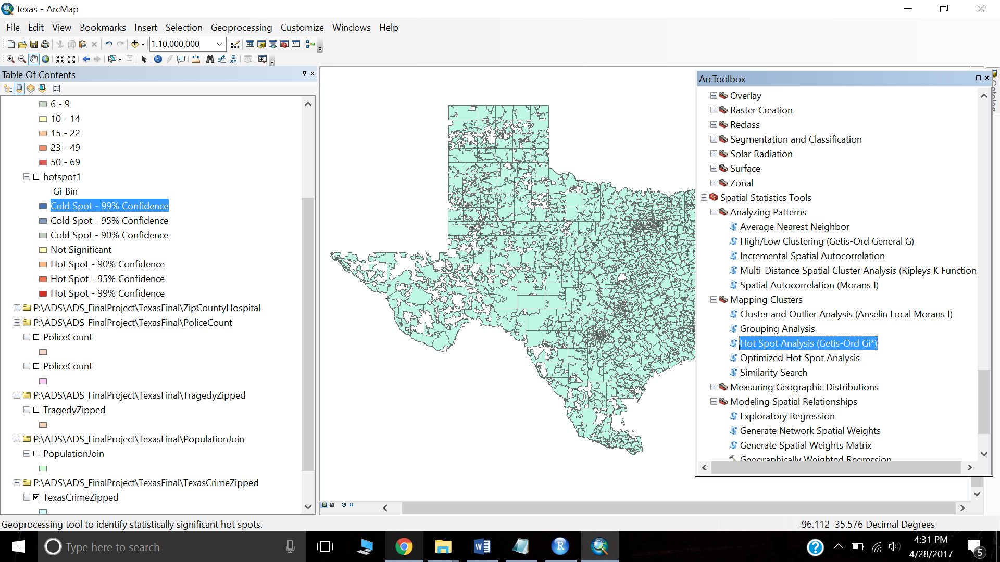 Texas - ArcMap
File Edit View Bookmarks Insert Selection Geoprocessing Customize Windows Help
1:10,000,000
Table Of Contents
6 - 9
10 - 14
15 - 22
23 - 49
50 - 69
hotspot1
Gi_Bin
Cold Spot - 99% Confidence
Cold Spot - 95% Confidence
Cold Spot - 90% Confidence
Not Significant
Hot Spot - 90% Confidence
Hot Spot - 95% Confidence
Hot Spot - 99% Confidence
P:\ADS\ADS_FinalProject\TexasFinal\ZipCountyHospital
P:\ADS\ADS_FinalProject\TexasFinal\PoliceCount
PoliceCount
PoliceCount
P:\ADS\ADS_FinalProject\TexasFinal\TragedyZipped
TragedyZipped
P:\ADS\ADS_FinalProject\TexasFinal\PopulationJoin
PopulationJoin
P:\ADS\ADS_FinalProject\TexasFinal\TexasCrimeZipped
TexasCrimeZipped
ArcToolbox
Overlay
Raster Creation
Reclass
Segmentation and Classification
Solar Radiation
Surface
Zonal
Spatial Statistics Tools
Analyzing Patterns
Average Nearest Neighbor
High/Low Clustering (Getis-Ord General G)
Incremental Spatial Autocorrelation
Multi-Distance Spatial Cluster Analysis (Ripleys K Function
Spatial Autocorrelation (Morans I)
Mapping Clusters
Cluster and Outlier Analysis (Anselin Local Morans I)
Grouping Analysis
Hot Spot Analysis (Getis-Ord Gi*)
Optimized Hot Spot Analysis
Similarity Search
Measuring Geographic Distributions
Modeling Spatial Relationships
Exploratory Regression
Generate Network Spatial Weights
Generate Spatial Weights Matrix
Geographically Weighted Regression
Geoprocessing tool to identify statistically significant hot spots.
-96.112 35.576 Decimal Degrees
Type here to search
4:31 PM
4/28/2017
5